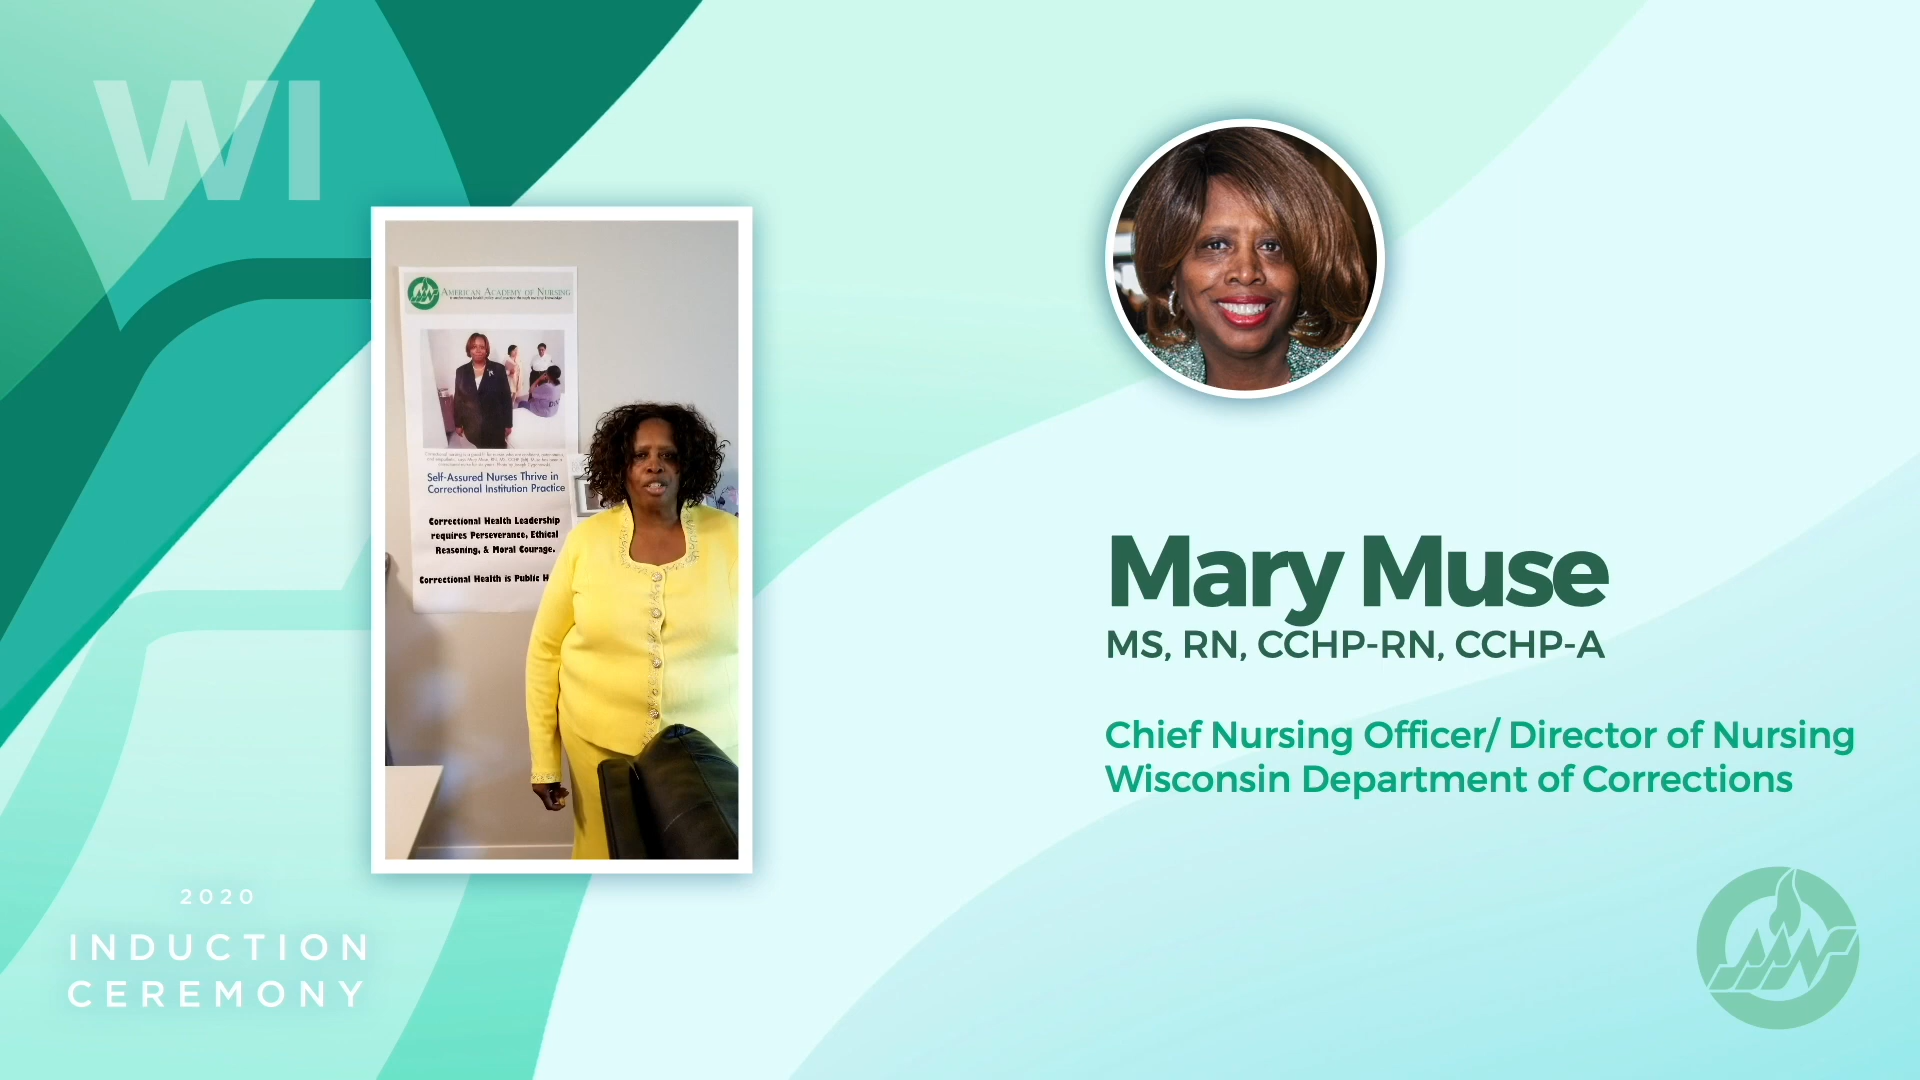 WI
AMERICAN ACADEMY OF NURSING
Self-Assured Nurses Thrive in
Correctional Institution Practice
Correctional Health Leadership
requires Perseverance, Ethical
Reasoning, & Moral Courage.
Correctional Health is Public H
Mary Muse
MS, RN, CCHP-RN, CCHP-A
Chief Nursing Officer/ Director of Nursing
Wisconsin Department of Corrections
2020
INDUCTION
CEREMONY